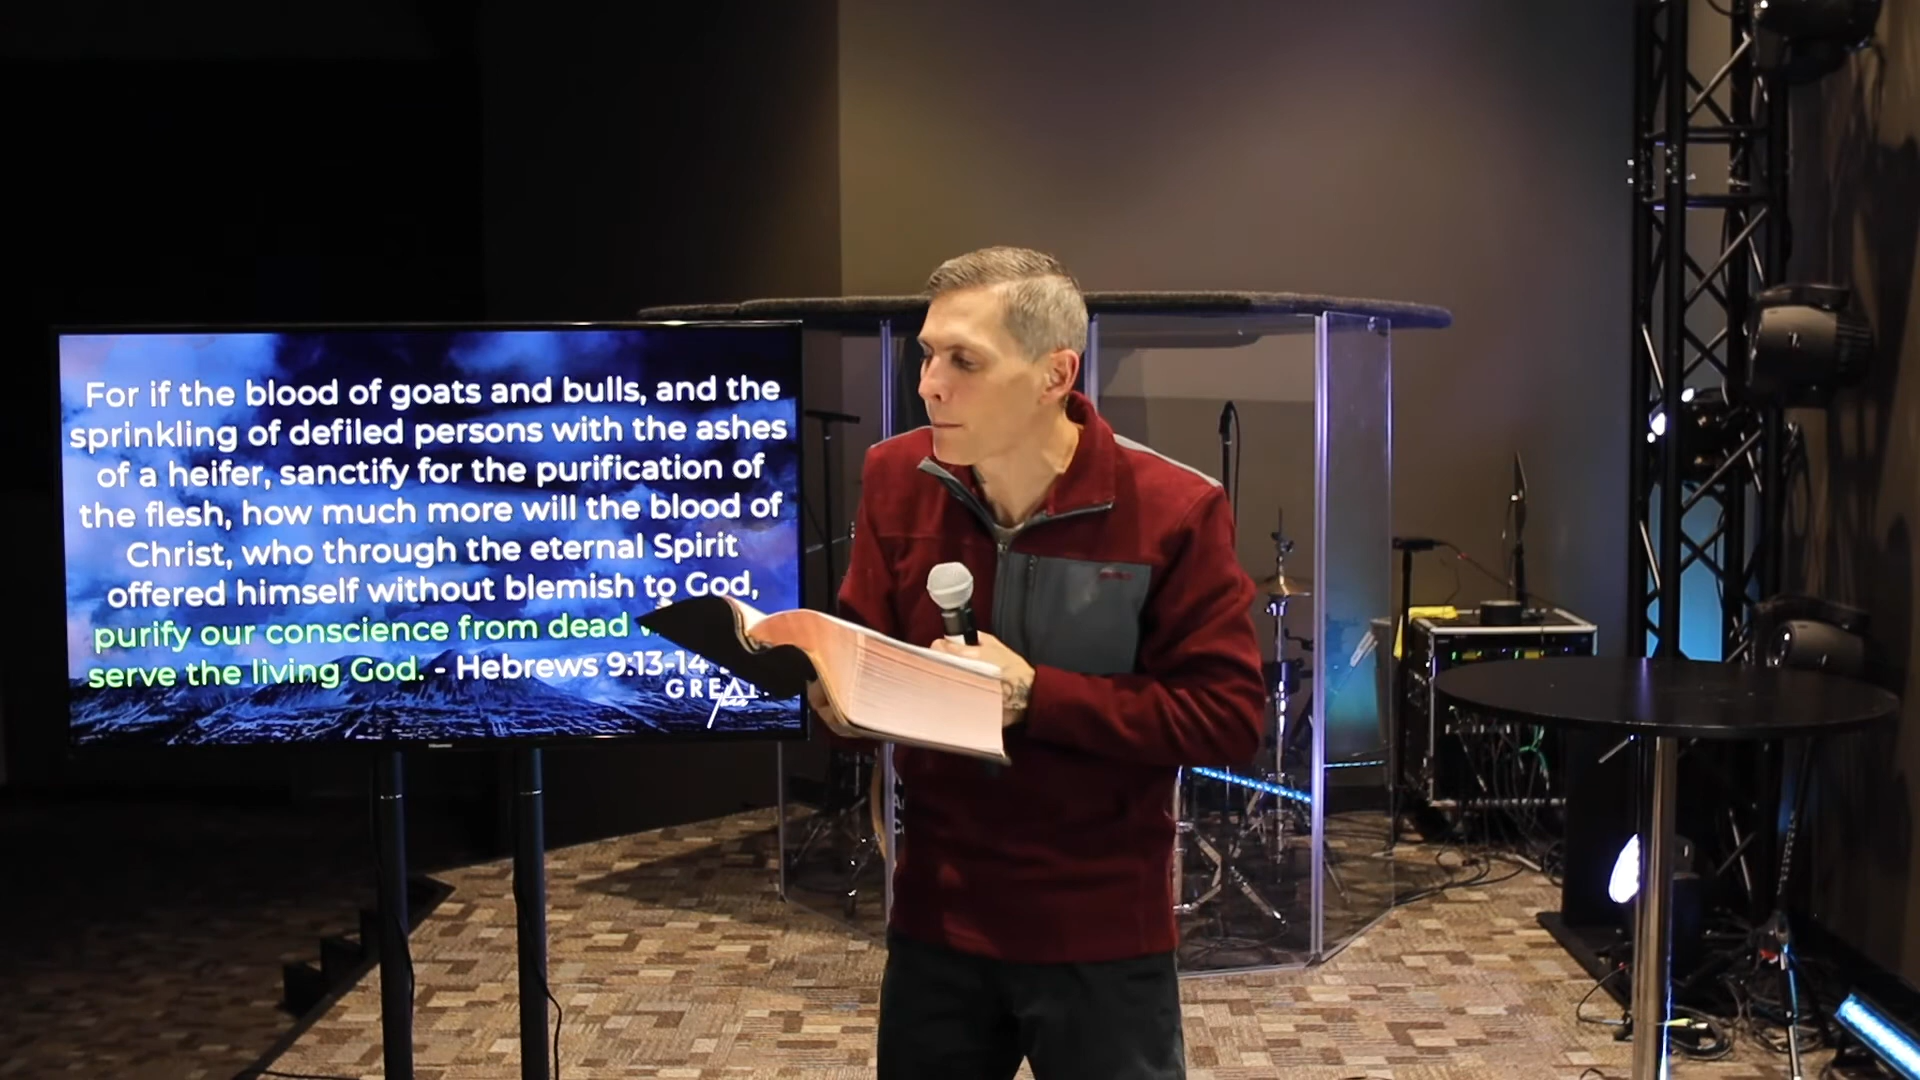 For if the blood of goats and bulls, and the
sprinkling of defiled persons with the ashes
of a heifer, sanctify for the purification of
the flesh, how much more will the blood of
Christ, who through the eternal Spirit
offered himself without blemish to God,
purify our conscience from dead
serve the living God. - Hebrews 9:13-14
Hisense